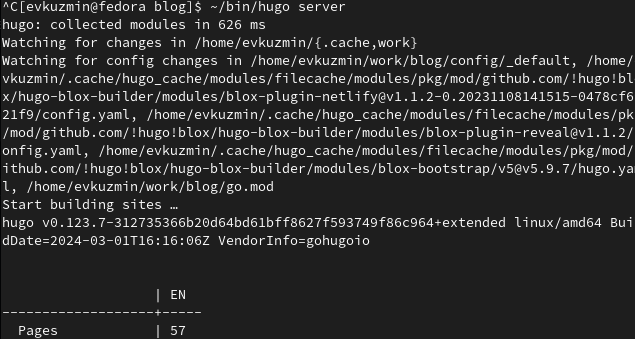 ^C[evkuzmin@fedora blog]$ ~/bin/hugo server
hugo: collected modules in 626 ms
Watching for changes in /home/evkuzmin/{.cache,work}
Watching for config changes in /home/evkuzmin/work/blog/config/_default, /home/
vkuzmin/.cache/hugo_cache/modules/filecache/modules/pkg/mod/github.com/!hugo!bl
x/hugo-blox-builder/modules/blox-plugin-netlify@v1.1.2-0.20231108141515-0478cf6
21f9/config.yaml, /home/evkuzmin/.cache/hugo_cache/modules/filecache/modules/pk
/mod/github.com/!hugo!blox/hugo-blox-builder/modules/blox-plugin-reveal@v1.1.2/
onfig.yaml, /home/evkuzmin/.cache/hugo_cache/modules/filecache/modules/pkg/mod/
ithub.com/!hugo!blox/hugo-blox-builder/modules/blox-bootstrap/v5@v5.9.7/hugo.ya
l, /home/evkuzmin/work/blog/go.mod
Start building sites …
hugo v0.123.7-312735366b20d64bd61bff8627f593749f86c964+extended linux/amd64 Bui
dDate=2024-03-01T16:16:06Z VendorInfo=gohugoio
| EN
-------------------+-----
Pages | 57